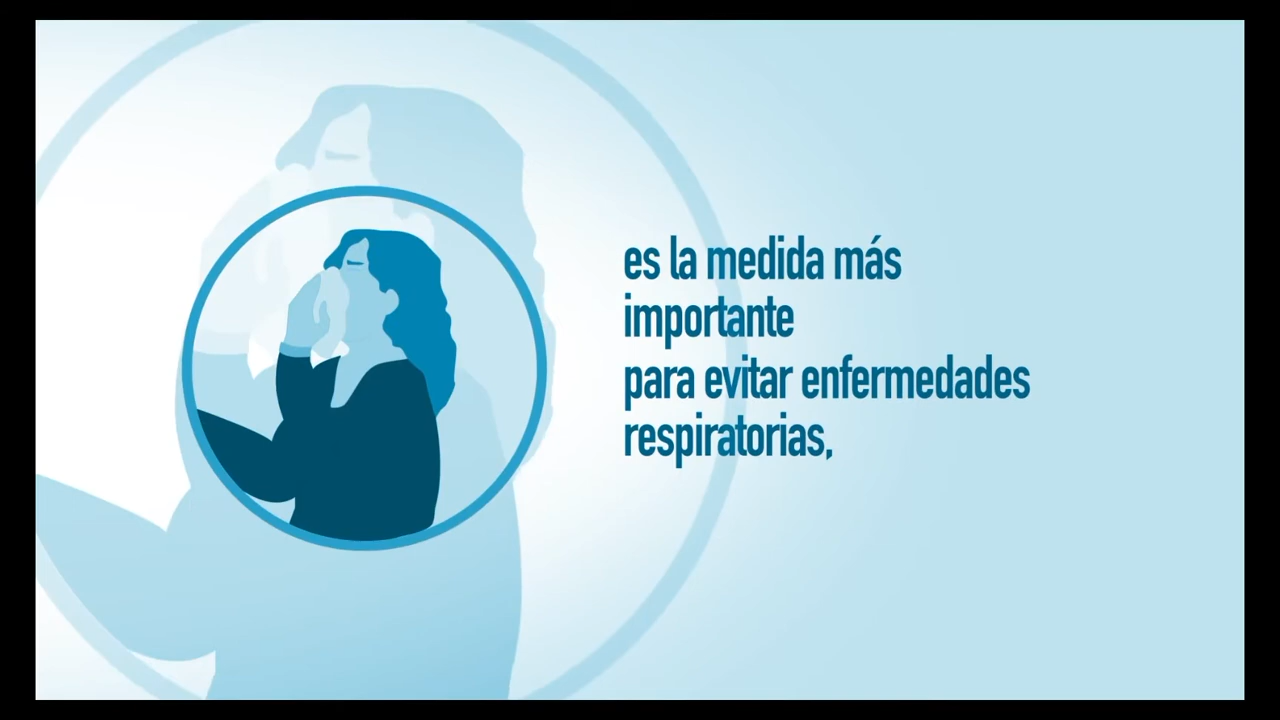 es la medida más
importante
para evitar enfermedades
respiratorias,